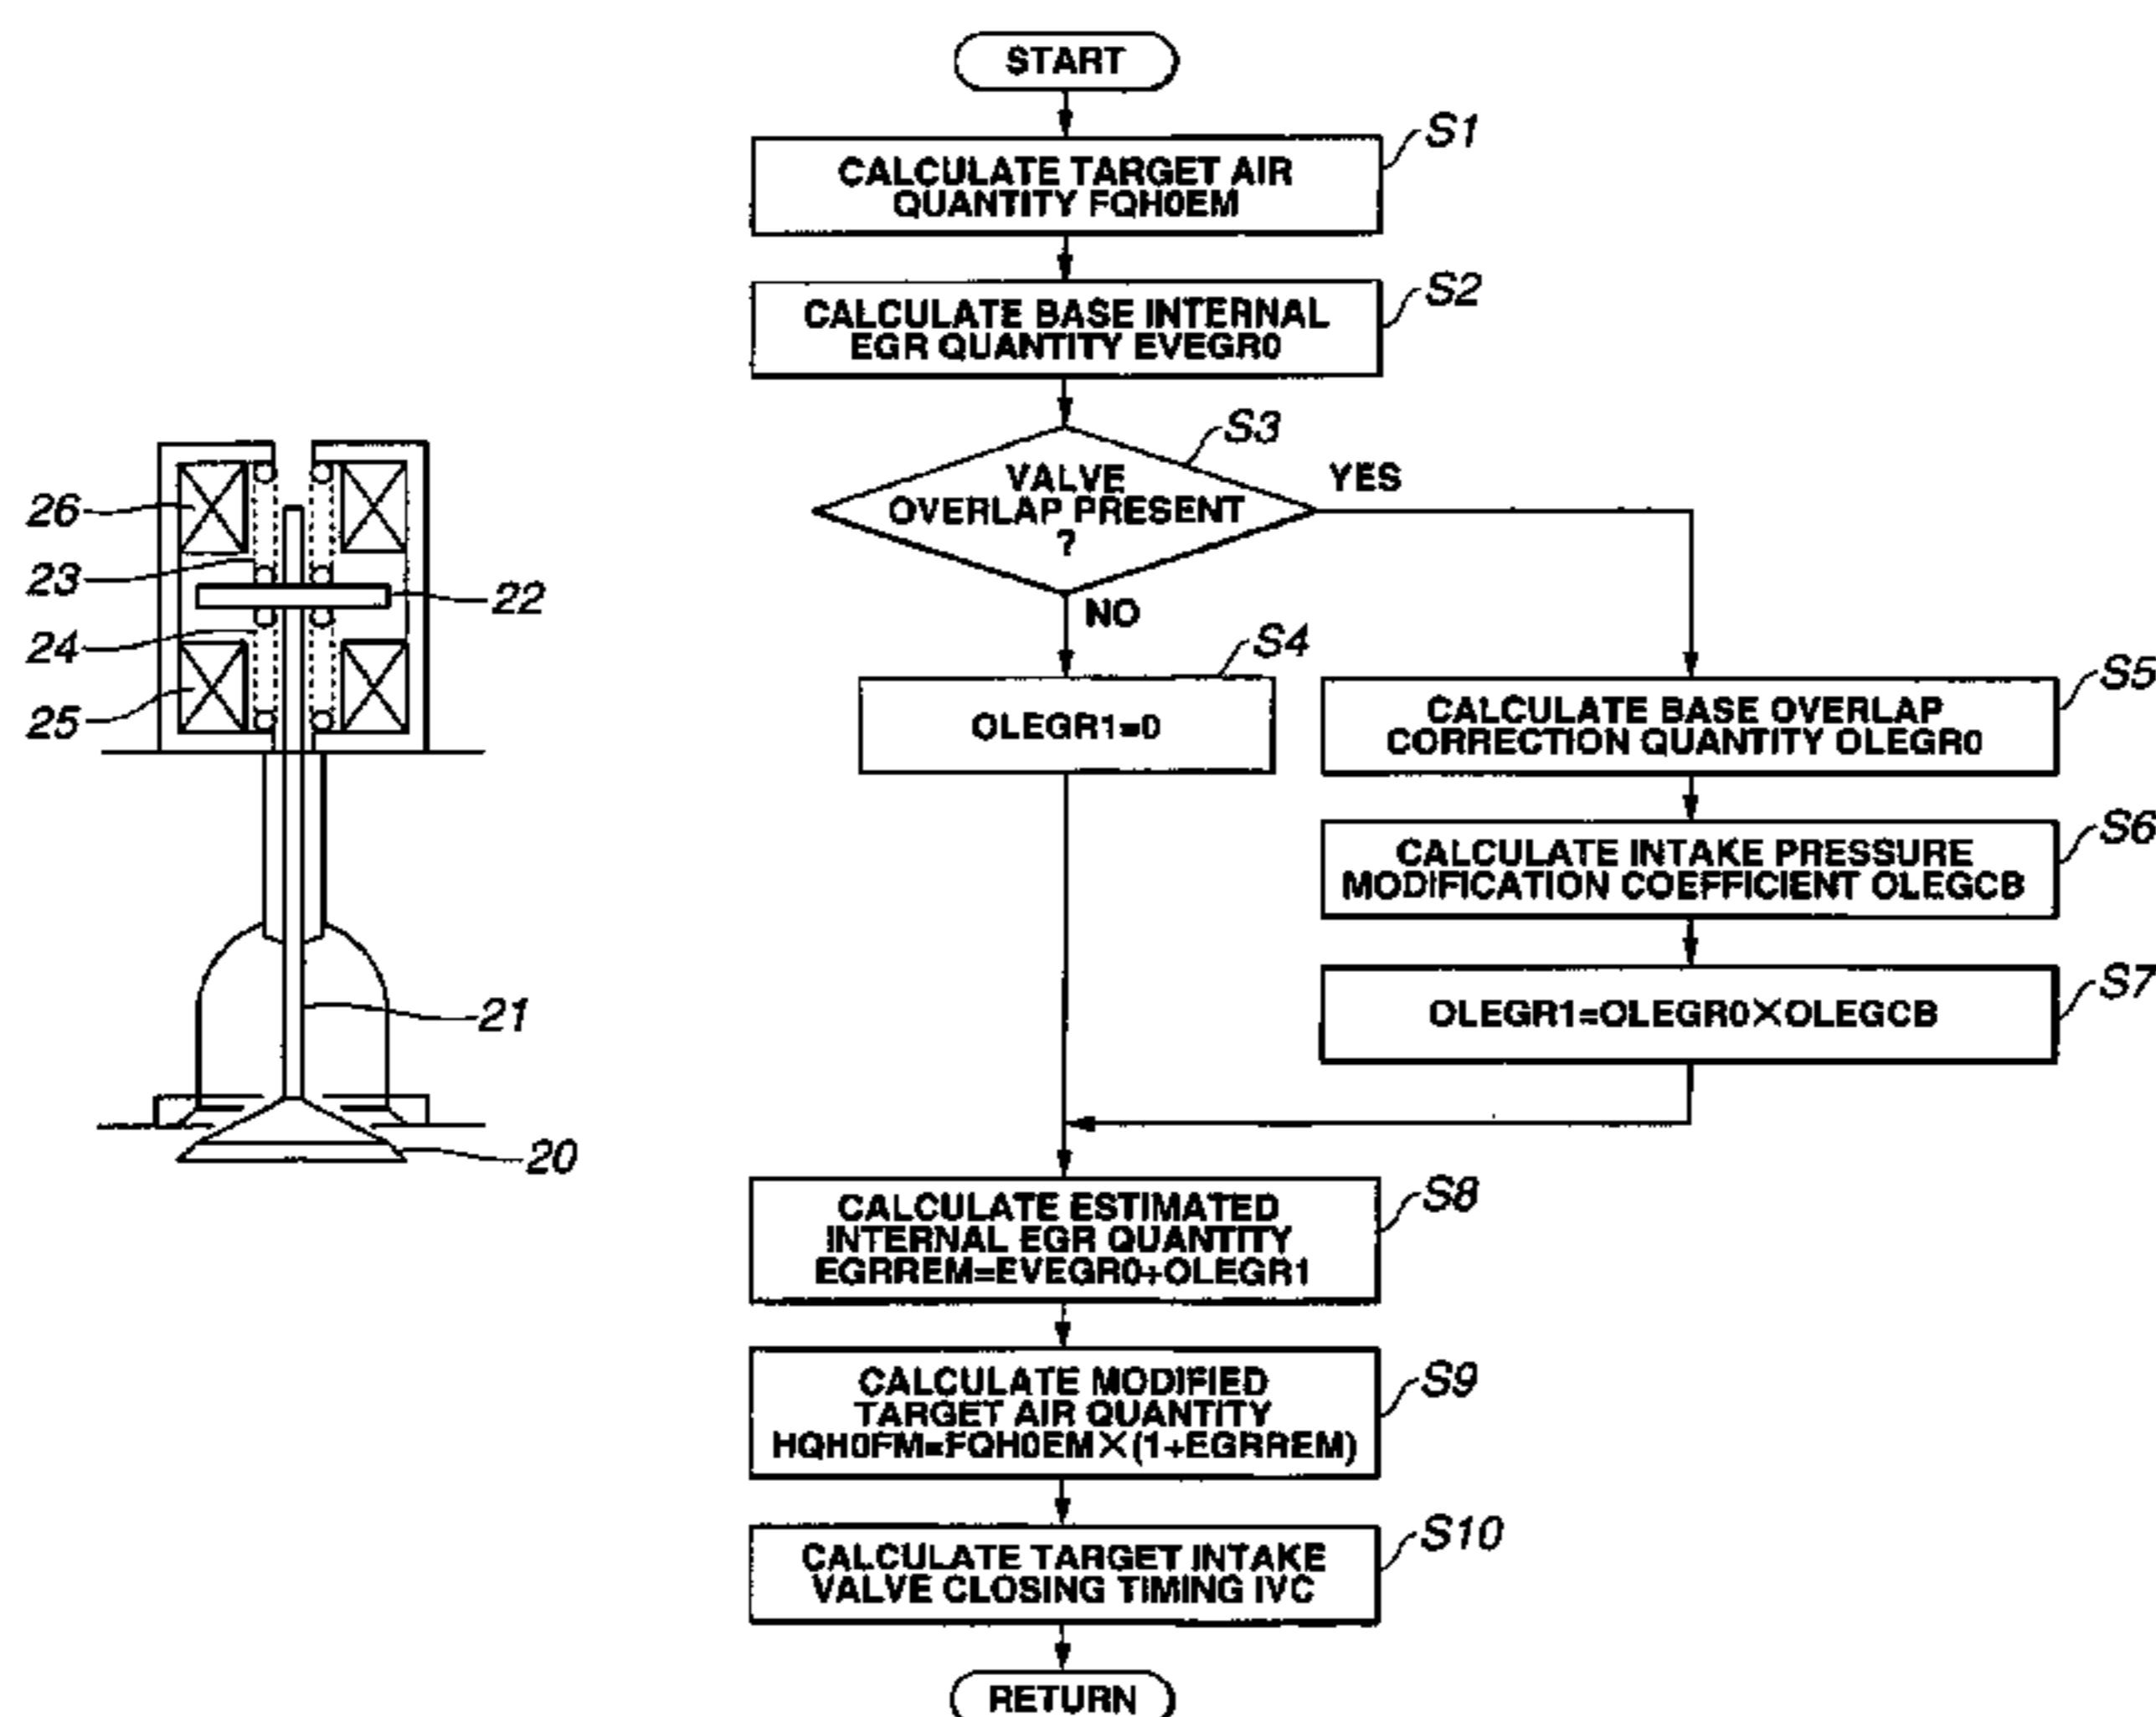 START
S1
CALCULATE TARGET AIR
QUANTITY FQH0EM
S2
CALCULATE BASE INTERNAL
EGR QUANTITY EVEGR0
S3
VALVE
OVERLAP PRESENT
?
YES
NO
S4
OLEGR1=0
S5
CALCULATE BASE OVERLAP
CORRECTION QUANTITY OLEGR0
S6
CALCULATE INTAKE PRESSURE
MODIFICATION COEFFICIENT OLEGCB
S7
OLEGR1=OLEGR0×OLEGCB
S8
CALCULATE ESTIMATED
INTERNAL EGR QUANTITY
EGRREM=EVEGR0+OLEGR1
S9
CALCULATE MODIFIED
TARGET AIR QUANTITY
HQH0FM=FQH0EM×(1+EGRREM)
S10
CALCULATE TARGET INTAKE
VALVE CLOSING TIMING IVC
RETURN
26
23
22
24
25
21
20